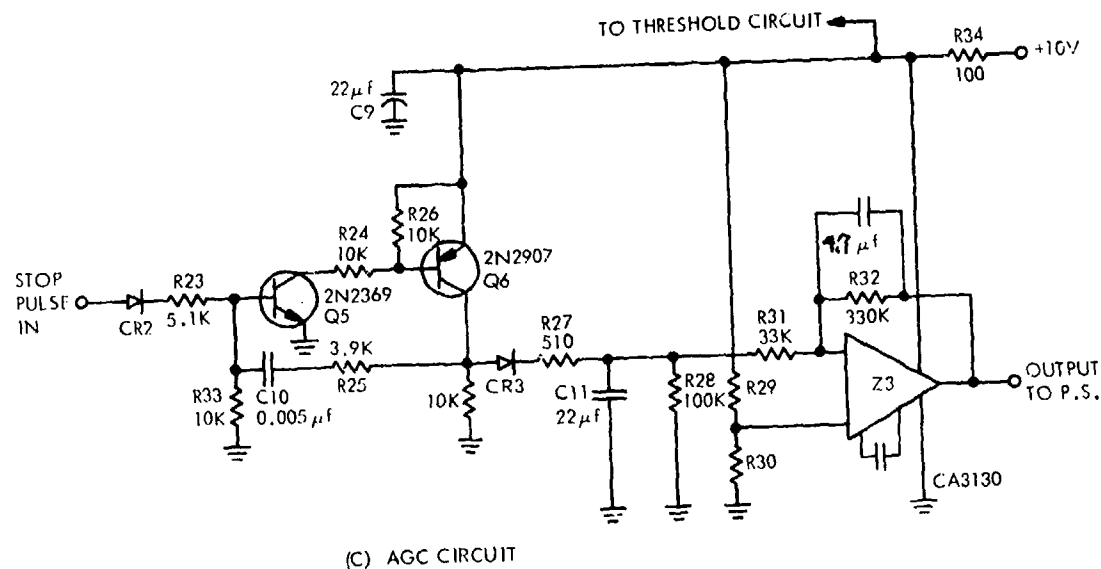 TO THRESHOLD CIRCUIT
R34
+10V
100
22µf
C9
R26
10K
R24
10K
2N2907
Q6
STOP
PULSE
IN
R23
5.1K
CR2
2N2369
Q5
3.9K
R25
R33
10K
C10
0.005µf
10K
CR3
R27
510
C11
22µf
R28
100K
R29
R30
R31
33K
µf
R32
330K
Z3
OUTPUT
TO P.S.
CA3130
(C) AGC CIRCUIT